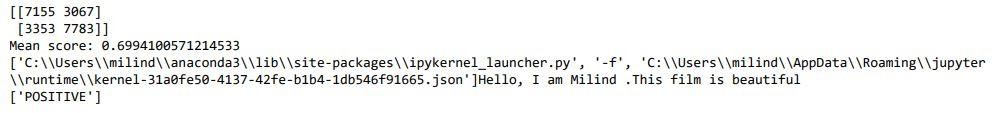 [[7155 3067]
 [3353 7783]]
Mean score: 0.6994100571214533
['C:\\Users\\milind\\anaconda3\\lib\\site-packages\\ipykernel_launcher.py', '-f', 'C:\\Users\\milind\\AppData\\Roaming\\jupyter
\\runtime\\kernel-31a0fe50-4137-42fe-b1b4-1db546f91665.json']Hello, I am Milind .This film is beautiful
['POSITIVE']